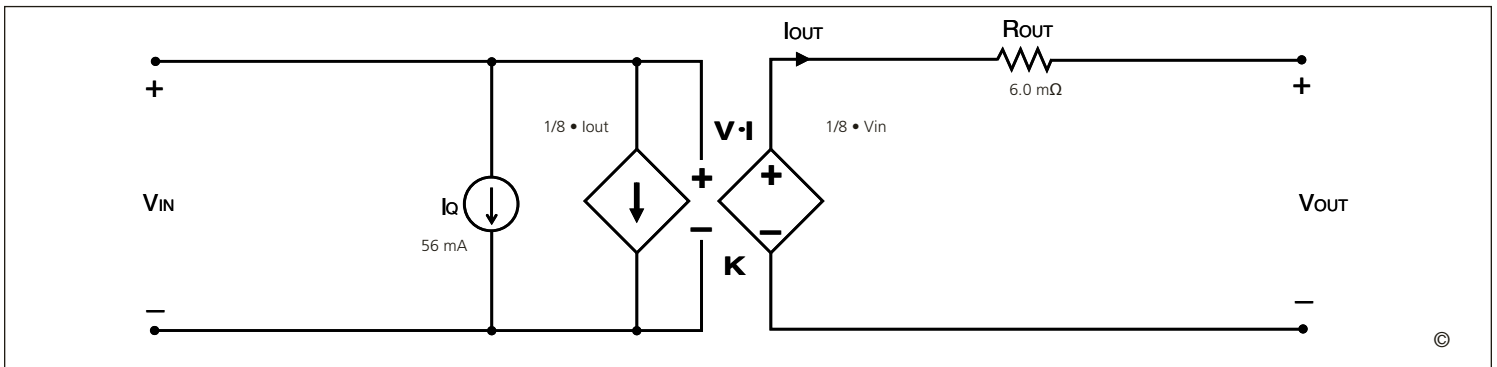 IOUT
ROUT
+
+
6.0 mΩ
1/8 • Iout
V•I
1/8 • Vin
+
+
VIN
IQ
VOUT
−
−
56 mA
K
−
−
©